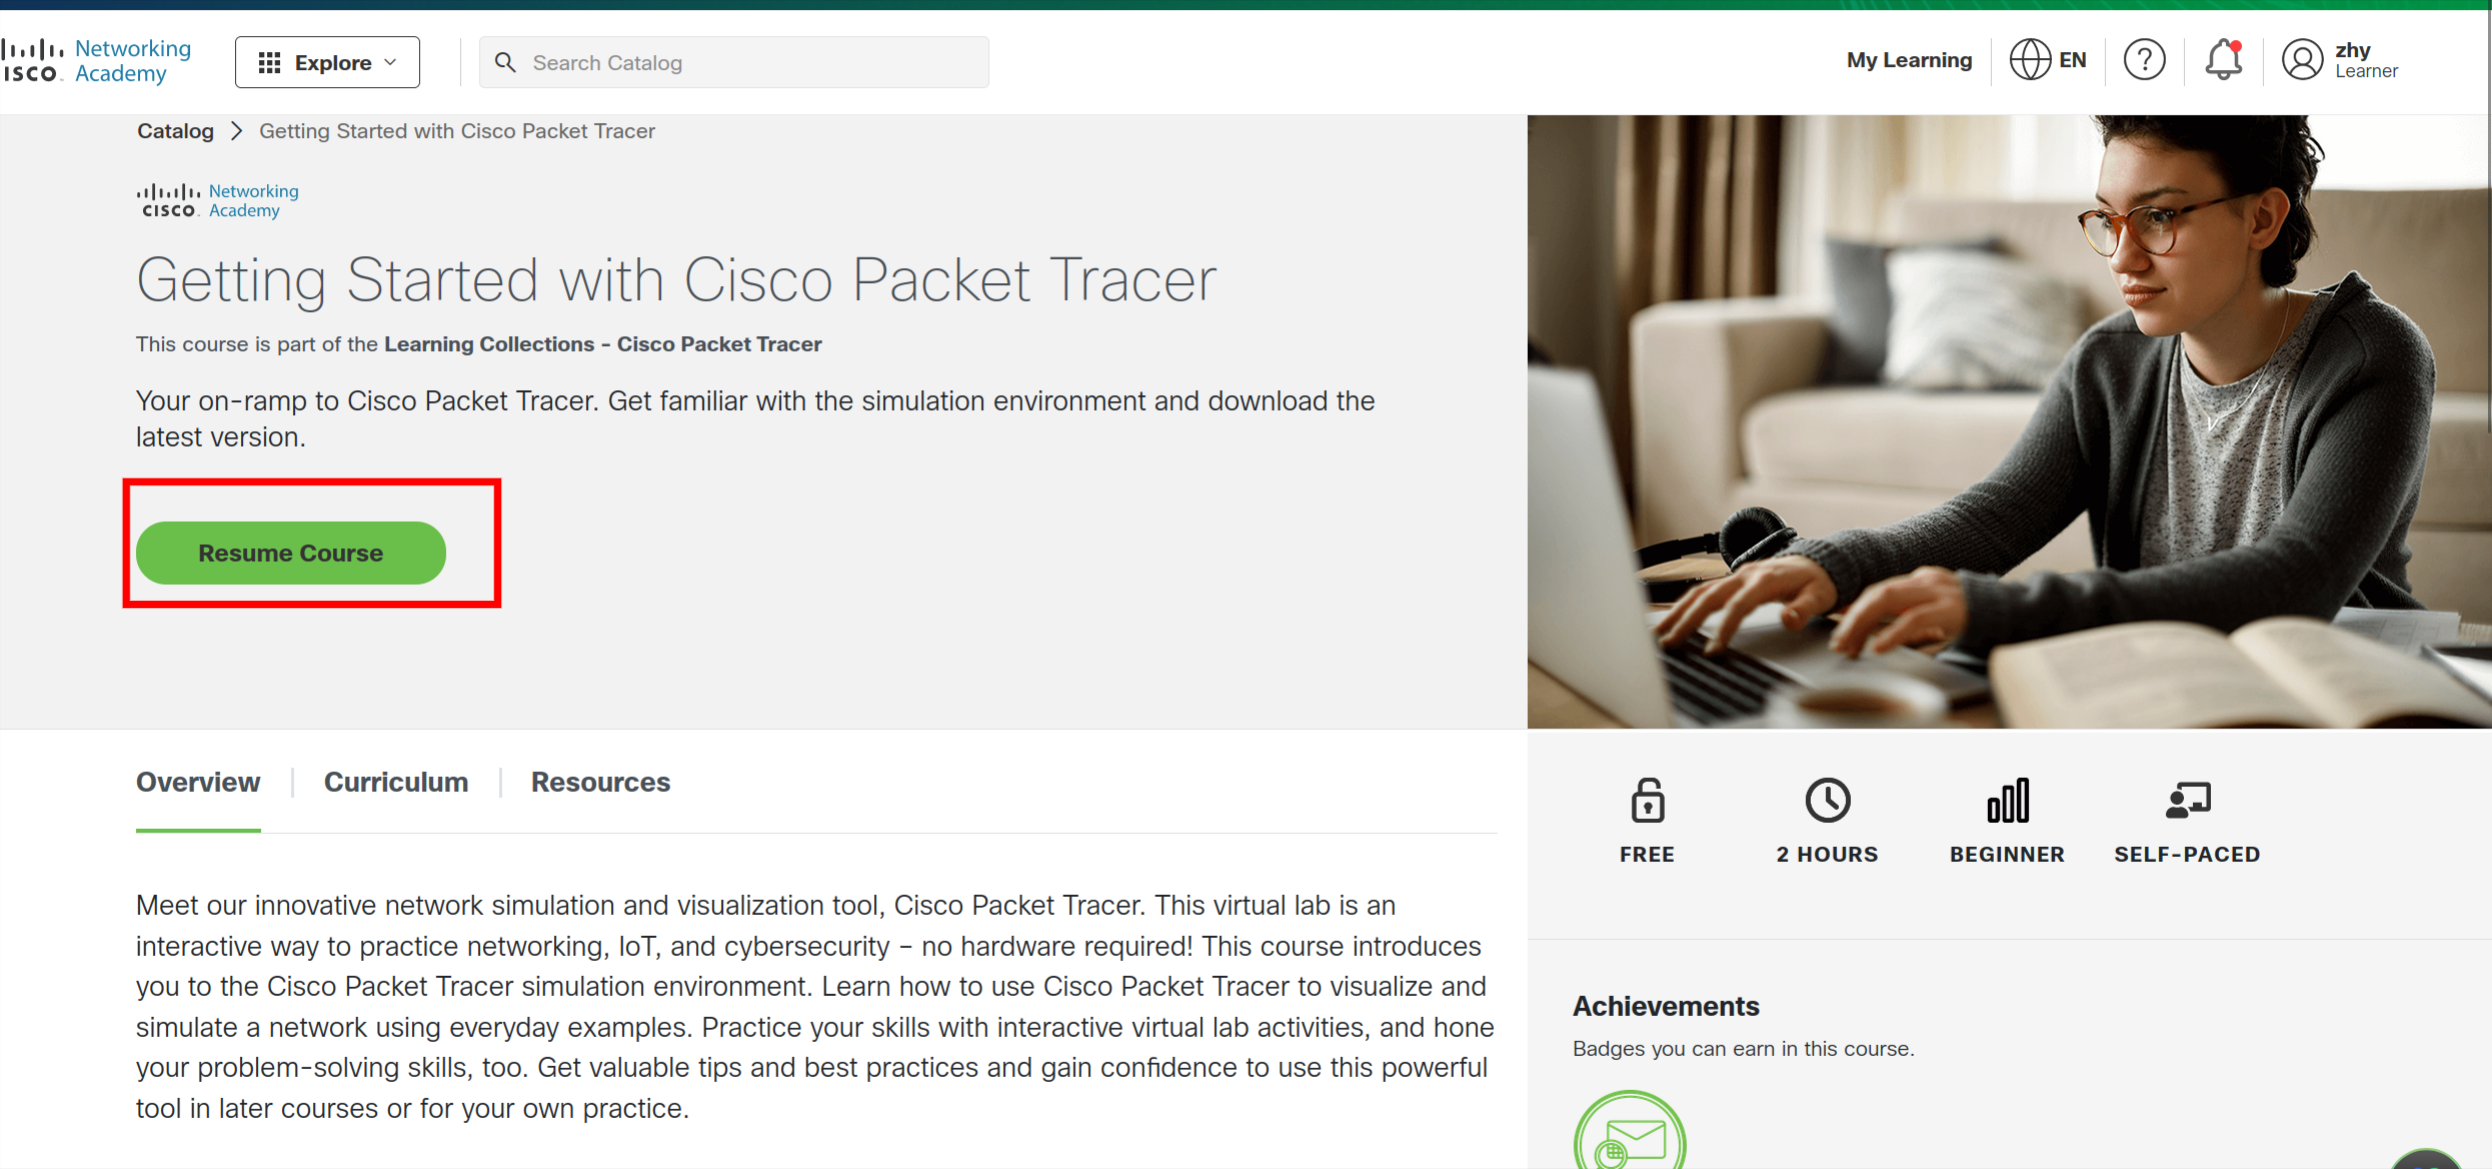 Networking
Academy
Explore
Search Catalog
My Learning
EN
?
zhy
Learner
Catalog > Getting Started with Cisco Packet Tracer
CISCO Networking
Academy
Getting Started with Cisco Packet Tracer
This course is part of the Learning Collections - Cisco Packet Tracer
Your on-ramp to Cisco Packet Tracer. Get familiar with the simulation environment and download the
latest version.
Resume Course
Overview
Curriculum
Resources
FREE
2 HOURS
BEGINNER
SELF-PACED
Meet our innovative network simulation and visualization tool, Cisco Packet Tracer. This virtual lab is an
interactive way to practice networking, IoT, and cybersecurity – no hardware required! This course introduces
you to the Cisco Packet Tracer simulation environment. Learn how to use Cisco Packet Tracer to visualize and
simulate a network using everyday examples. Practice your skills with interactive virtual lab activities, and hone
your problem-solving skills, too. Get valuable tips and best practices and gain confidence to use this powerful
tool in later courses or for your own practice.
Achievements
Badges you can earn in this course.